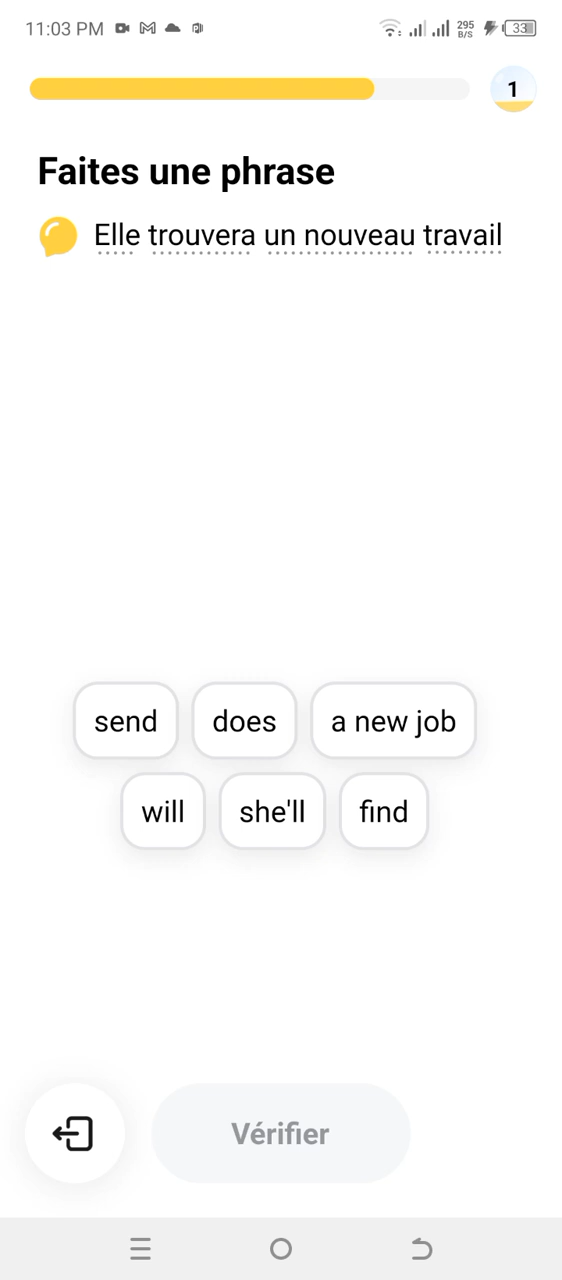 11:03 PM 295 B/S 33
1
Faites une phrase
Elle trouvera un nouveau travail
send does a new job
will she'll find
Vérifier